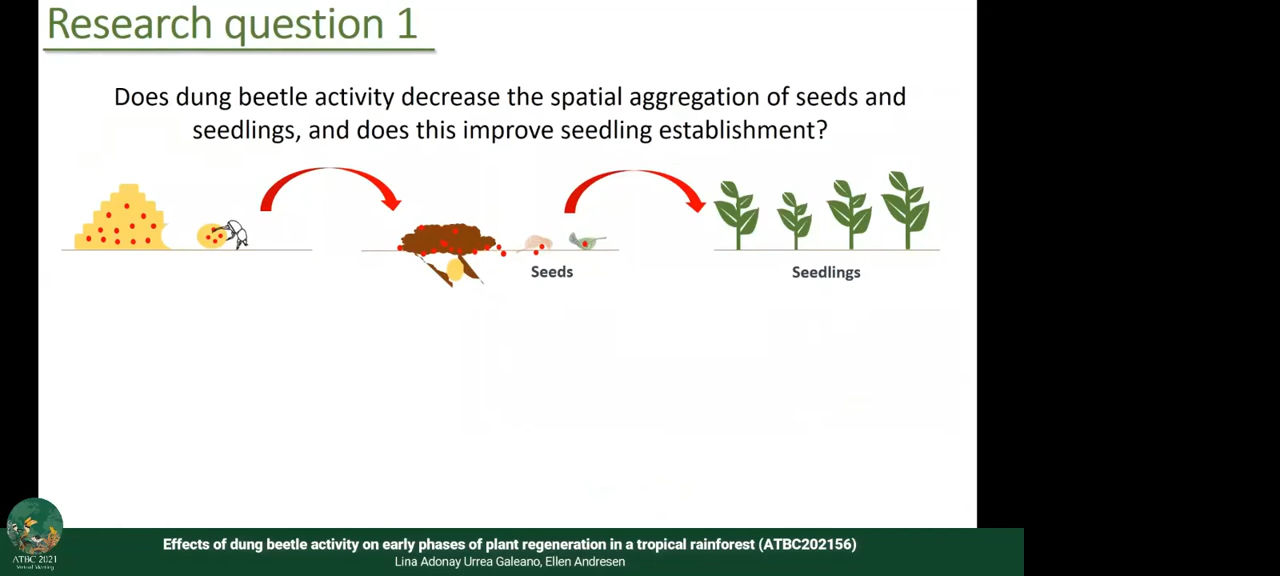 Research question 1
Does dung beetle activity decrease the spatial aggregation of seeds and
seedlings, and does this improve seedling establishment?
Seeds
Seedlings
ATBC 2021
Virtual Meeting
Effects of dung beetle activity on early phases of plant regeneration in a tropical rainforest (ATBC202156)
Lina Adonay Urrea Galeano, Ellen Andresen